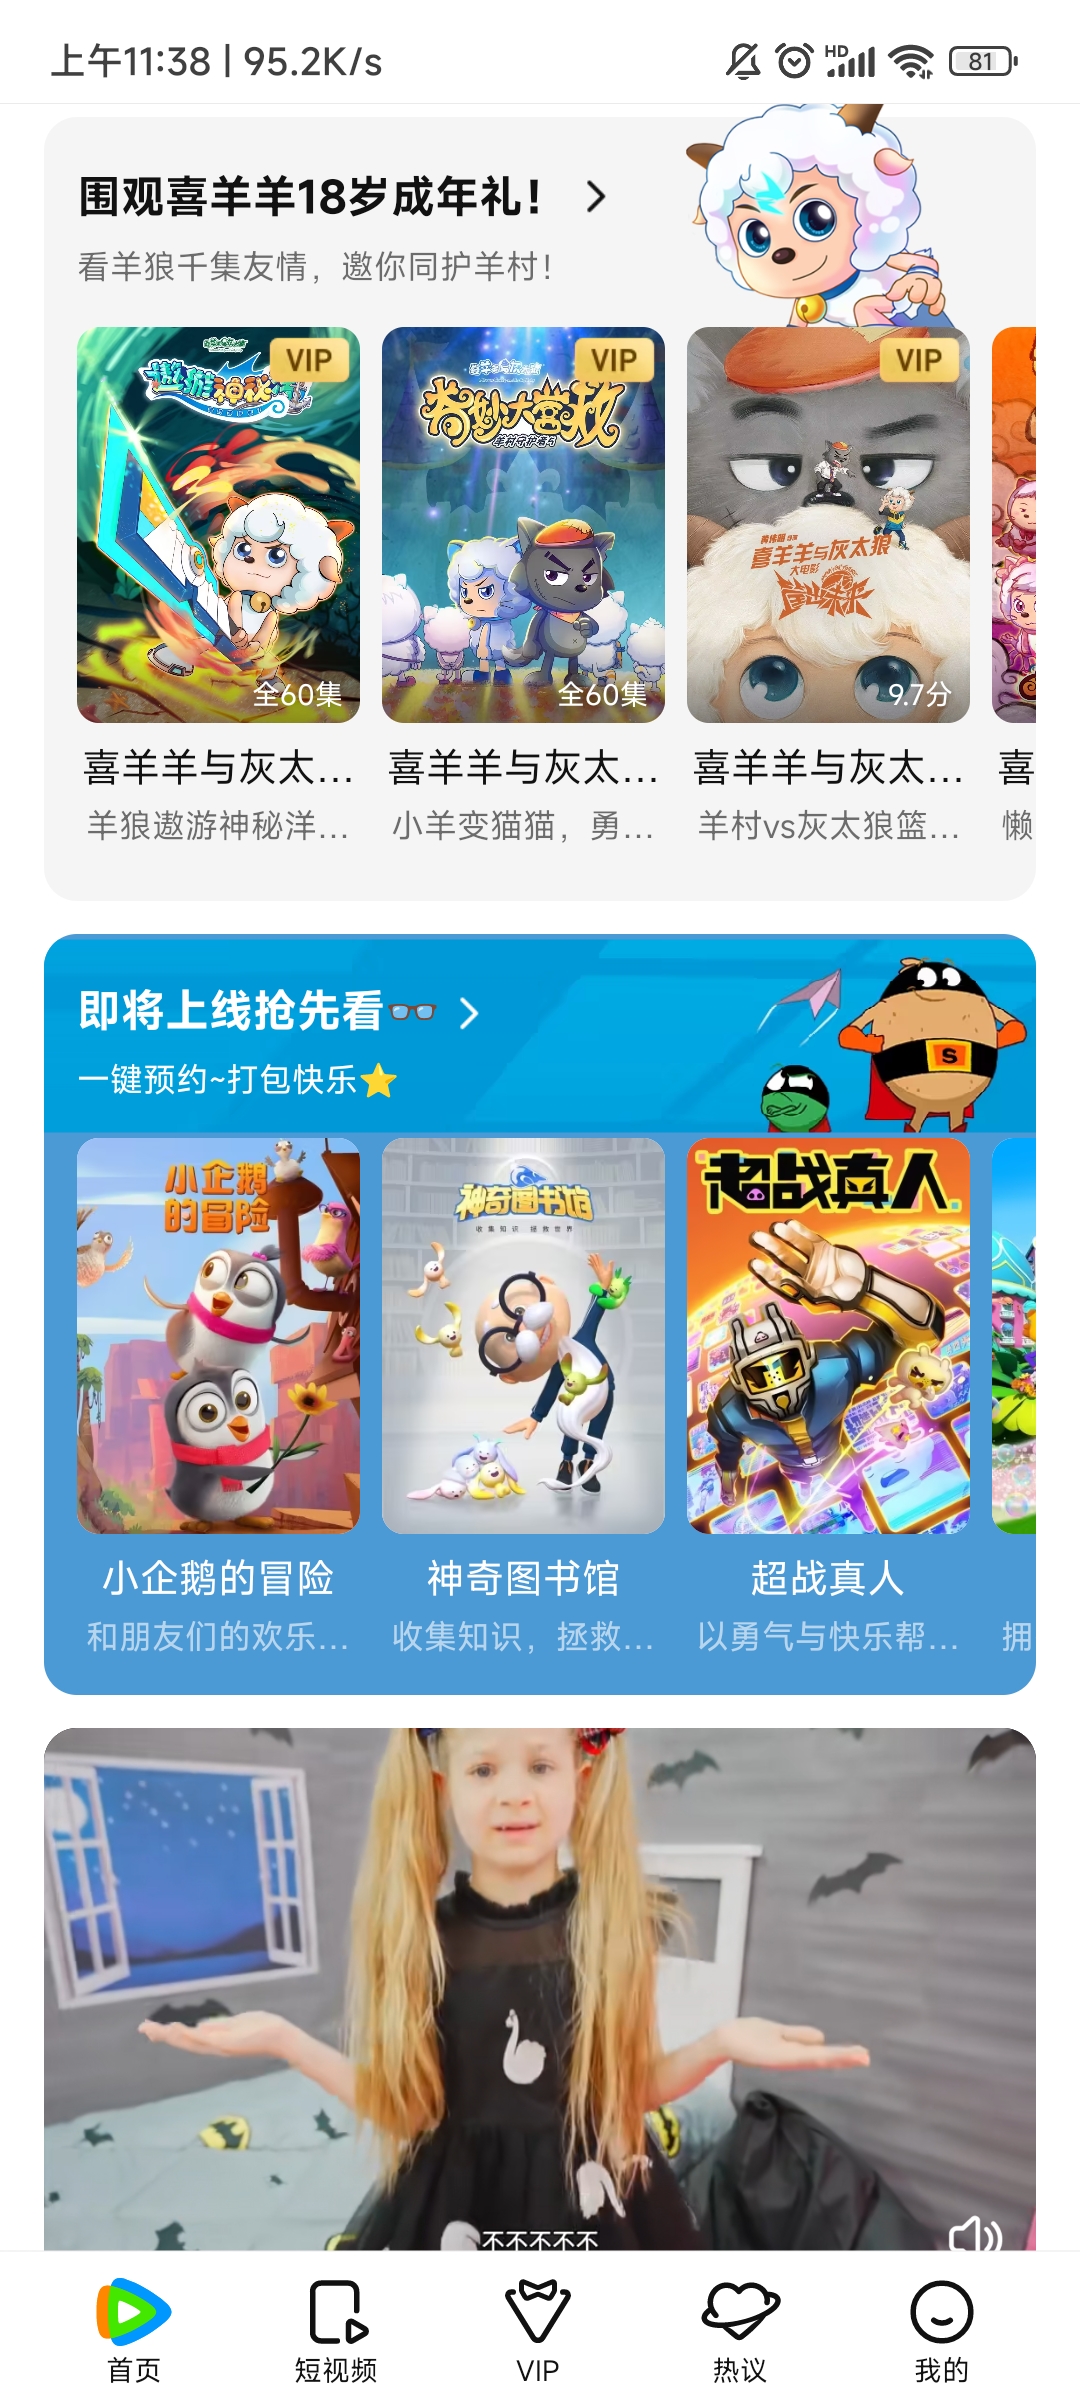 上午11:38 | 95.2K/s
HD
81
围观喜羊羊18岁成年礼！
看羊狼千集友情，邀你同护羊村！
VIP
VIP
VIP
遨游神秘洋
奇妙大营救
喜羊羊与灰太狼
大电影
全60集
全60集
9.7分
喜羊羊与灰太...
喜羊羊与灰太...
喜羊羊与灰太...
喜
羊狼遨游神秘洋...
小羊变猫猫，勇...
羊村vs灰太狼篮...
懒
即将上线抢先看👓
一键预约~打包快乐⭐
S
小企鹅
的冒险
神奇图书馆
收集知识 拯救世界
超战真人
小企鹅的冒险
神奇图书馆
超战真人
和朋友们的欢乐...
收集知识，拯救...
以勇气与快乐帮...
拥
不不不不不
首页
短视频
VIP
热议
我的